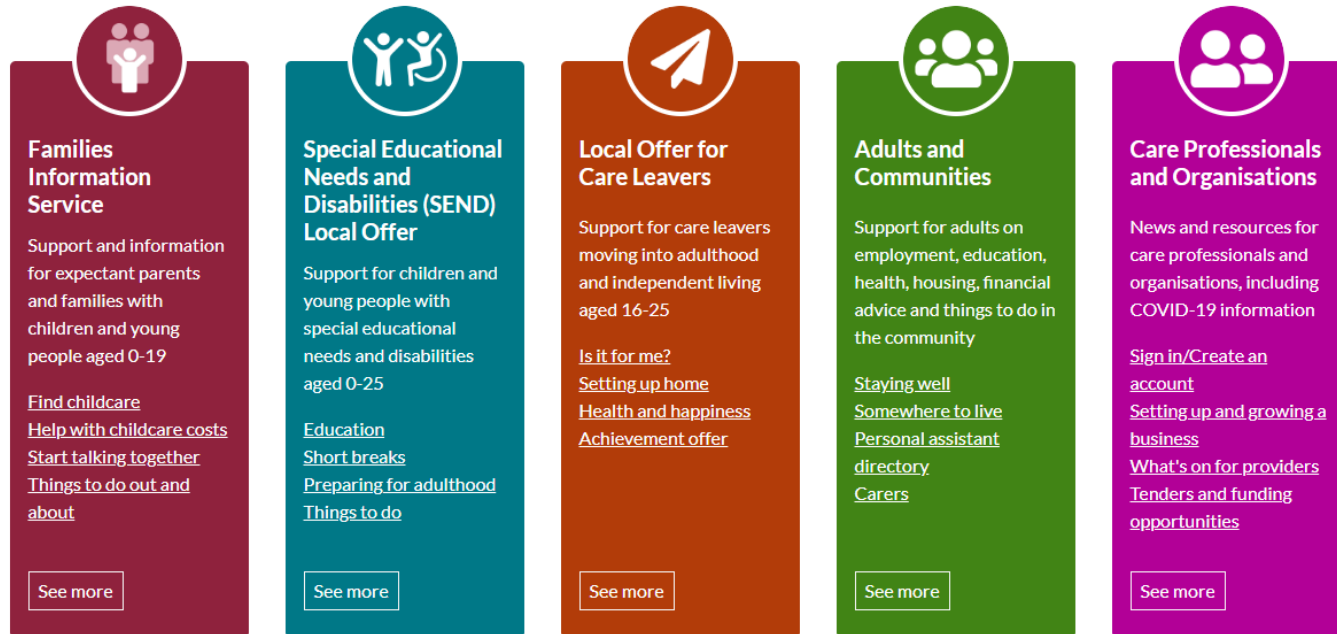 Families
Information
Service
Support and information
for expectant parents
and families with
children and young
people aged 0-19
Find childcare
Help with childcare costs
Start talking together
Things to do out and
about
See more
Special Educational
Needs and
Disabilities (SEND)
Local Offer
Support for children and
young people with
special educational
needs and disabilities
aged 0-25
Education
Short breaks
Preparing for adulthood
Things to do
See more
Local Offer for
Care Leavers
Support for care leavers
moving into adulthood
and independent living
aged 16-25
Is it for me?
Setting up home
Health and happiness
Achievement offer
See more
Adults and
Communities
Support for adults on
employment, education,
health, housing, financial
advice and things to do in
the community
Staying well
Somewhere to live
Personal assistant
directory
Carers
See more
Care Professionals
and Organisations
News and resources for
care professionals and
organisations, including
COVID-19 information
Sign in/Create an
account
Setting up and growing a
business
What's on for providers
Tenders and funding
opportunities
See more